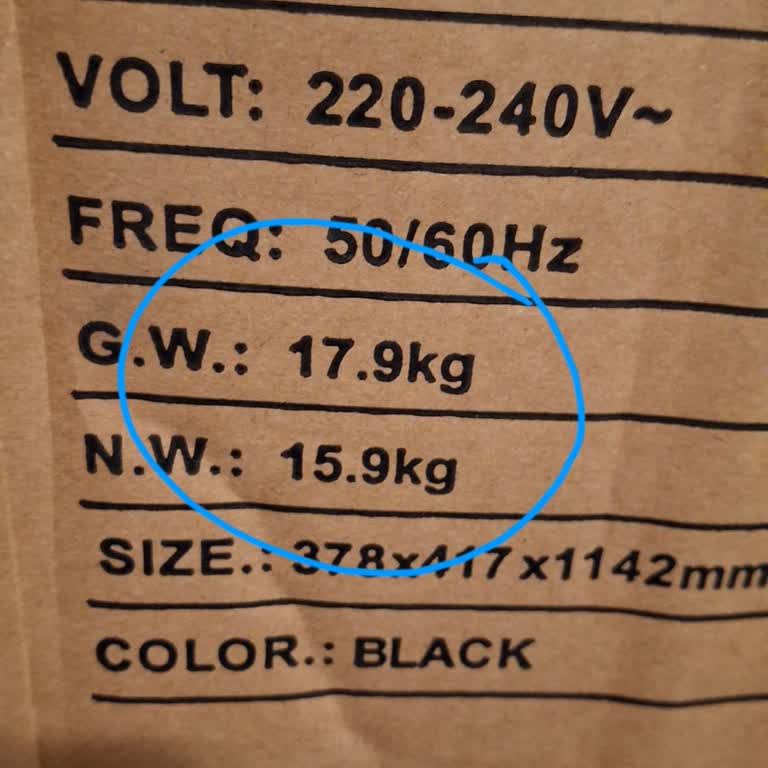 VOLT: 220-240V~
FREQ: 50/60Hz
G.W.: 17.9kg
N.W.: 15.9kg
SIZE.: 378x417x1142mm
COLOR.: BLACK